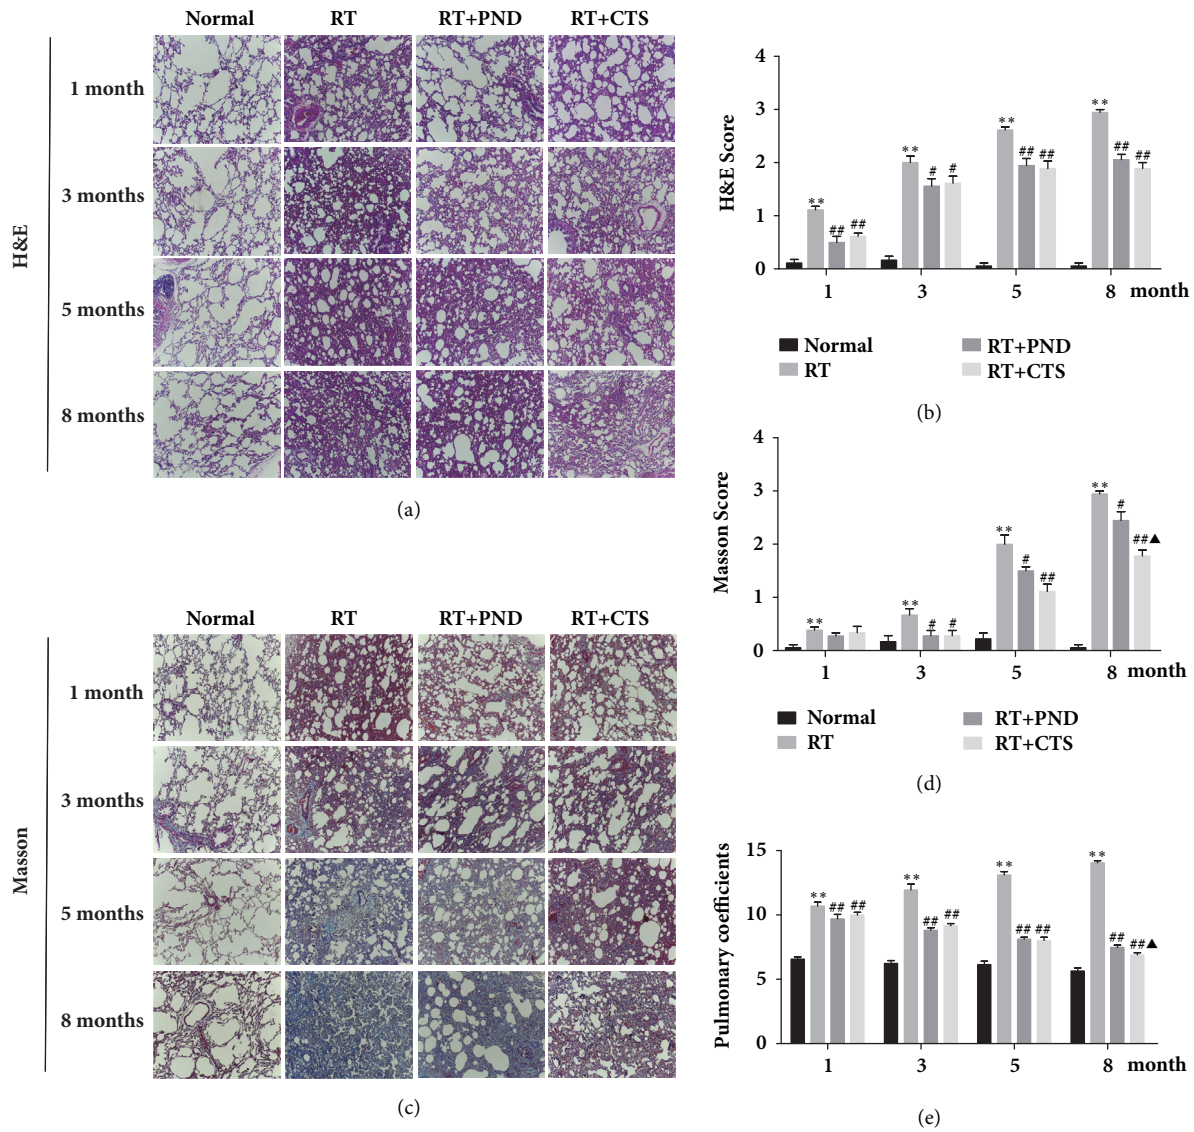 Normal RT RT+PND RT+CTS
H&E
1 month
3 months
5 months
8 months
(a)
H&E Score
4
3
2
1
0
** ## ##
** # #
** ## ##
** ## ##
1 3 5 8 month
Normal RT+PND
RT RT+CTS
(b)
Normal RT RT+PND RT+CTS
Masson
1 month
3 months
5 months
8 months
(c)
Masson Score
4
3
2
1
0
**
** # #
** # ##
** # ##▲
1 3 5 8 month
Normal RT+PND
RT RT+CTS
(d)
Pulmonary coefficients
15
10
5
0
** ## ##
** ## ##
** ## ##
** ## ##▲
1 3 5 8 month
(e)